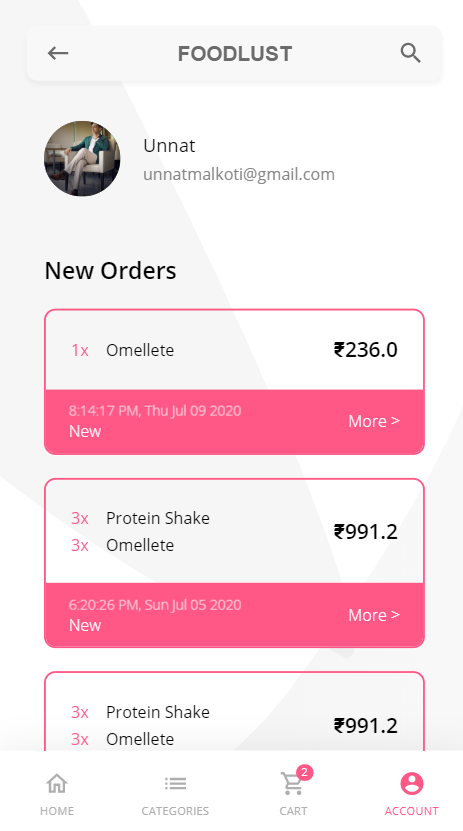 FOODLUST
Unnat
unnatmalkoti@gmail.com
New Orders
1x Omellete ₹236.0
8:14:17 PM, Thu Jul 09 2020
New
More >
3x Protein Shake
3x Omellete
₹991.2
6:20:26 PM, Sun Jul 05 2020
New
More >
3x Protein Shake
3x Omellete
₹991.2
2
HOME CATEGORIES CART ACCOUNT